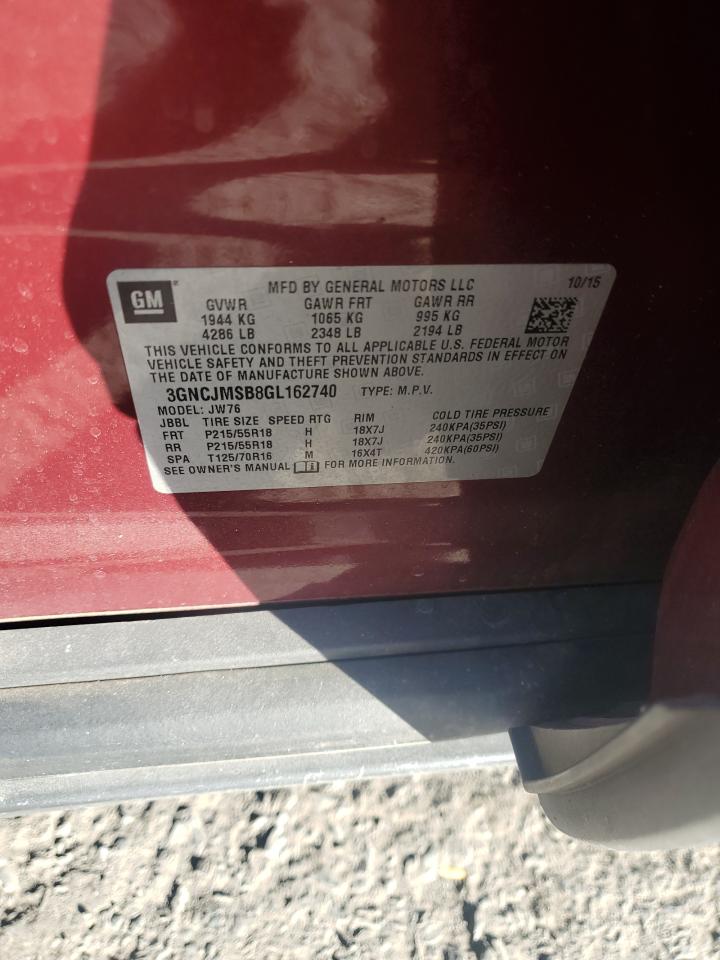 GM
MFD BY GENERAL MOTORS LLC 10/15
GVWR GAWR FRT GAWR RR
1944 KG 1065 KG 995 KG
4286 LB 2348 LB 2194 LB
THIS VEHICLE CONFORMS TO ALL APPLICABLE U.S. FEDERAL MOTOR
VEHICLE SAFETY AND THEFT PREVENTION STANDARDS IN EFFECT ON
THE DATE OF MANUFACTURE SHOWN ABOVE.
3GNCJMSB8GL162740 TYPE: M.P.V.
MODEL: JW76
JBBL TIRE SIZE SPEED RTG RIM COLD TIRE PRESSURE
FRT P215/55R18 H 18X7J 240KPA(35PSI)
RR P215/55R18 H 18X7J 240KPA(35PSI)
SPA T125/70R16 M 16X4T 420KPA(60PSI)
SEE OWNER'S MANUAL i FOR MORE INFORMATION.